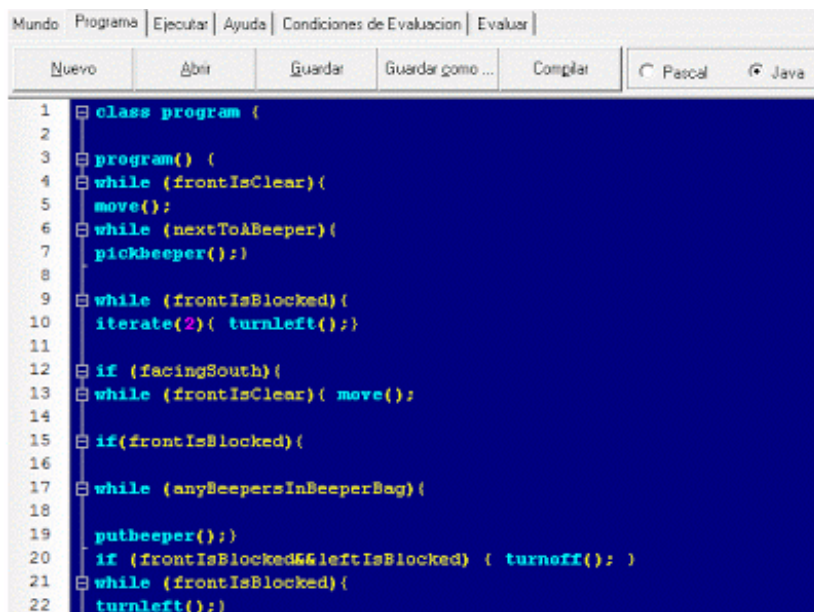 Mundo Programa Ejecutar Ayuda Condiciones de Evaluacion Evaluar
Nuevo Abrir Guardar Guardar como ... Compilar Pascal Java
1 class program {
2
3 program() {
4 while (frontIsClear){
5 move();
6 while (nextToABeeper){
7 pickbeeper();}
8
9 while (frontIsBlocked){
10 iterate(2){ turnleft();}
11
12 if (facingSouth){
13 while (frontIsClear){ move();
14
15 if(frontIsBlocked){
16
17 while (anyBeepersInBeeperBag){
18
19 putbeeper();}
20 if (frontIsBlocked&&leftIsBlocked) { turnoff(); }
21 while (frontIsBlocked){
22 turnleft();}